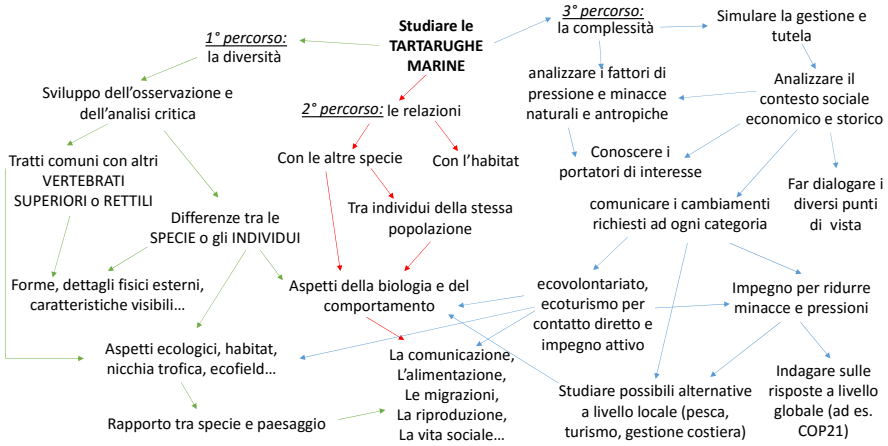 Studiare le
TARTARUGHE
MARINE
1° percorso:
la diversità
Sviluppo dell'osservazione e
dell'analisi critica
Tratti comuni con altri
VERTEBRATI
SUPERIORI o RETTILI
Differenze tra le
SPECIE o gli INDIVIDUI
Forme, dettagli fisici esterni,
caratteristiche visibili…
Aspetti ecologici, habitat,
nicchia trofica, ecofield…
Rapporto tra specie e paesaggio
2° percorso: le relazioni
Con le altre specie
Con l'habitat
Tra individui della stessa
popolazione
Aspetti della biologia e del
comportamento
La comunicazione,
L'alimentazione,
Le migrazioni,
La riproduzione,
La vita sociale…
3° percorso:
la complessità
Simulare la gestione e
tutela
analizzare i fattori di
pressione e minacce
naturali e antropiche
Analizzare il
contesto sociale
economico e storico
Conoscere i
portatori di interesse
Far dialogare i
diversi punti
di vista
comunicare i cambiamenti
richiesti ad ogni categoria
ecovolontariato,
ecoturismo per
contatto diretto e
impegno attivo
Impegno per ridurre
minacce e pressioni
Studiare possibili alternative
a livello locale (pesca,
turismo, gestione costiera)
Indagare sulle
risposte a livello
globale (ad es.
COP21)